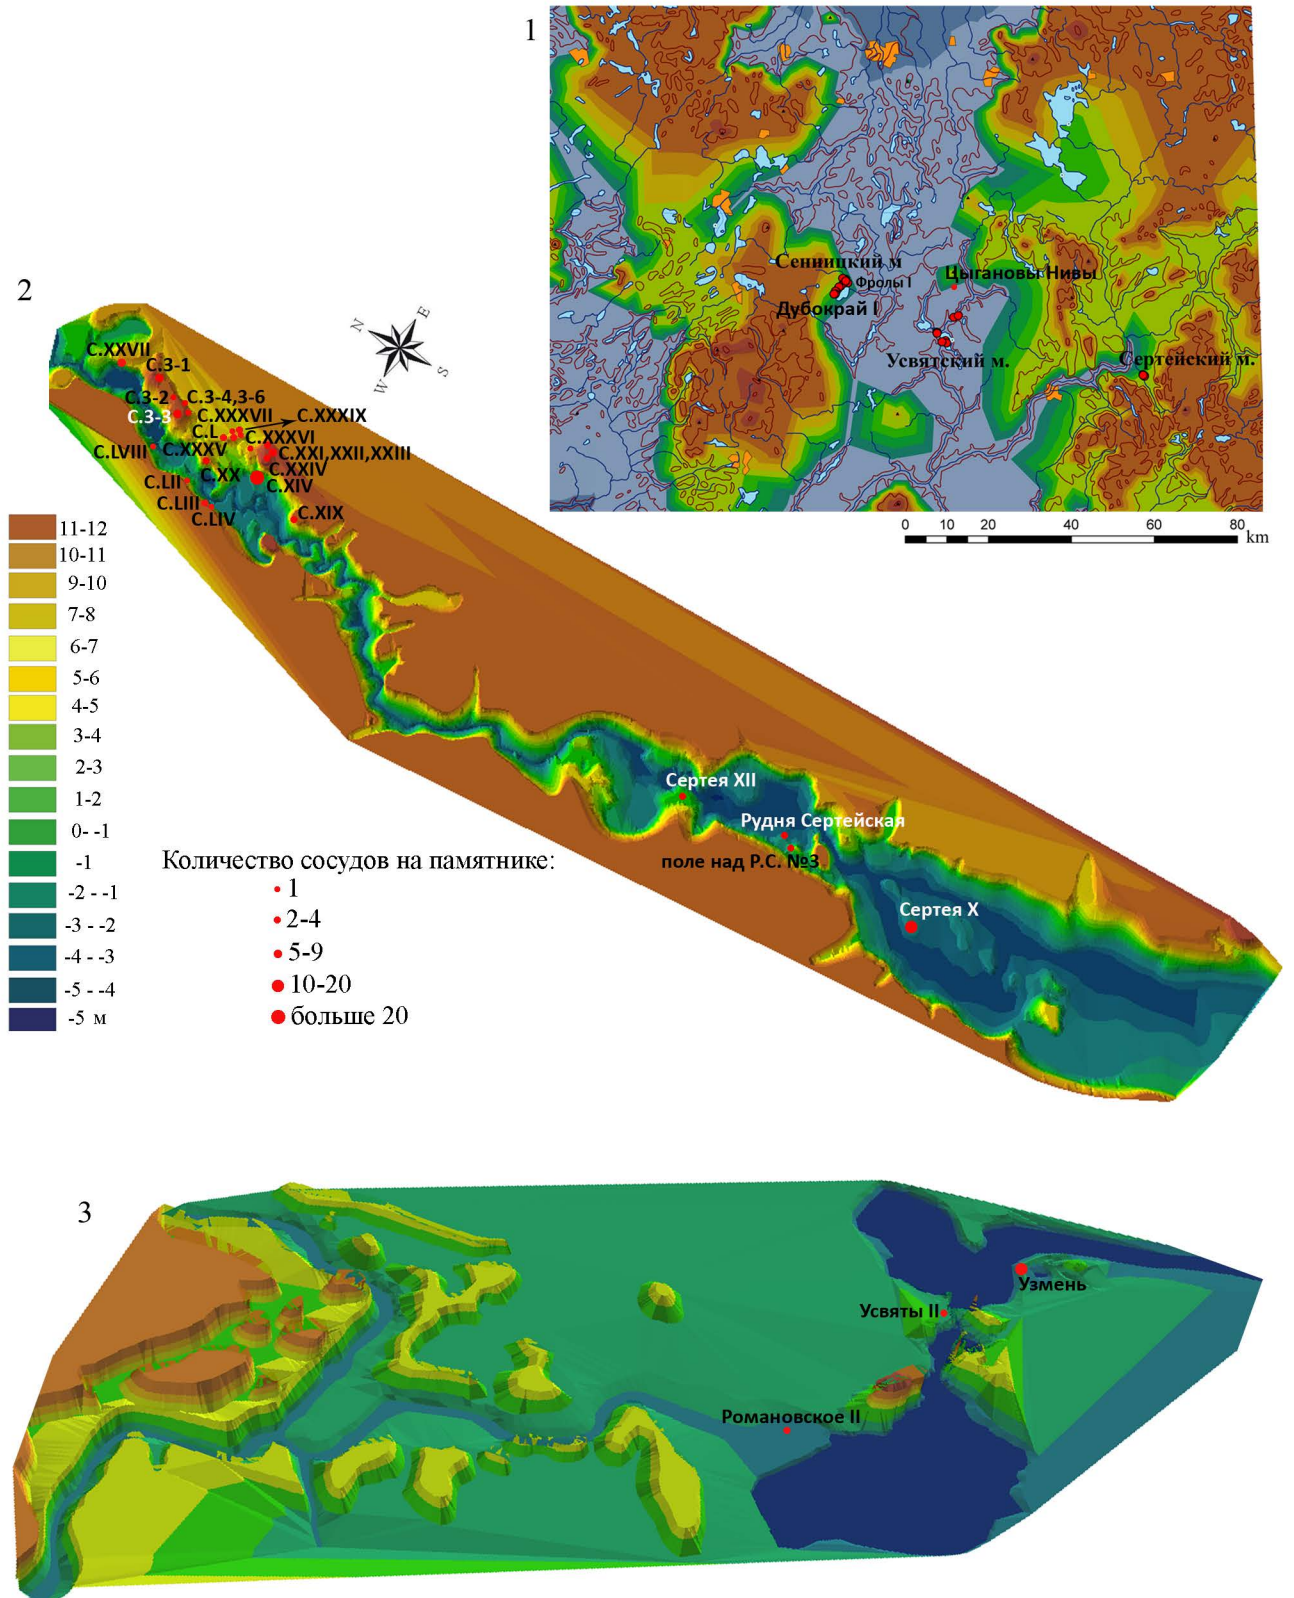 1
Сенницкий м
Фролы I
Дубокрай I
Цыгановы Нивы
Усвятский м.
Сертейский м.
0 10 20 40 60 80 km
2
N
E
W
S
С.XXVII
С.3-1
С.3-2
С.3-4,3-6
С.3-3
С.XXXVII
С.XXXIX
С.L
С.XXXVI
С.LVIII
С.XXXV
С.XXI,XXII,XXIII
С.XX
С.XXIV
С.LII
С.XIV
С.LIII
С.LIV
С.XIX
11-12
10-11
9-10
7-8
6-7
5-6
4-5
3-4
2-3
1-2
0- -1
-1
-2 - -1
-3 - -2
-4 - -3
-5 - -4
-5 м
Количество сосудов на памятнике:
1
2-4
5-9
10-20
больше 20
Сертея XII
Рудня Сертейская
поле над Р.С. №3
Сертея X
3
Узмень
Усвяты II
Романовское II